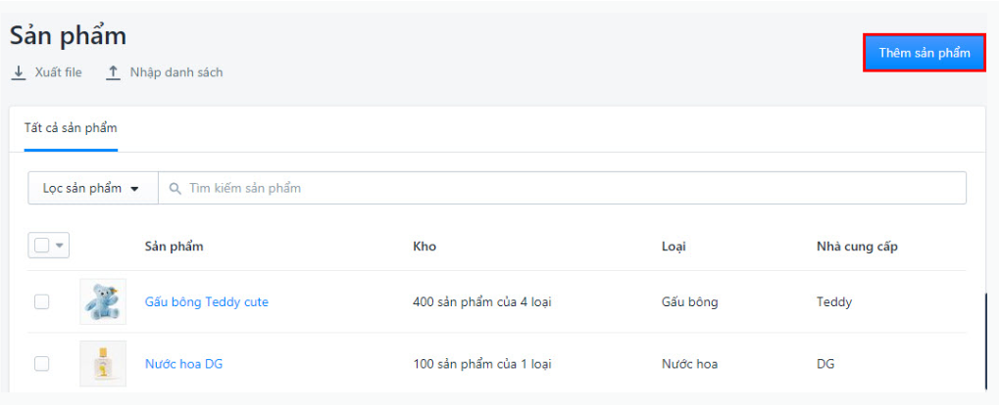 Sản phẩm
Thêm sản phẩm
Xuất file Nhập danh sách
Tất cả sản phẩm
Lọc sản phẩm Tìm kiếm sản phẩm
Sản phẩm Kho Loại Nhà cung cấp
Gấu bông Teddy cute 400 sản phẩm của 4 loại Gấu bông Teddy
Nước hoa DG 100 sản phẩm của 1 loại Nước hoa DG